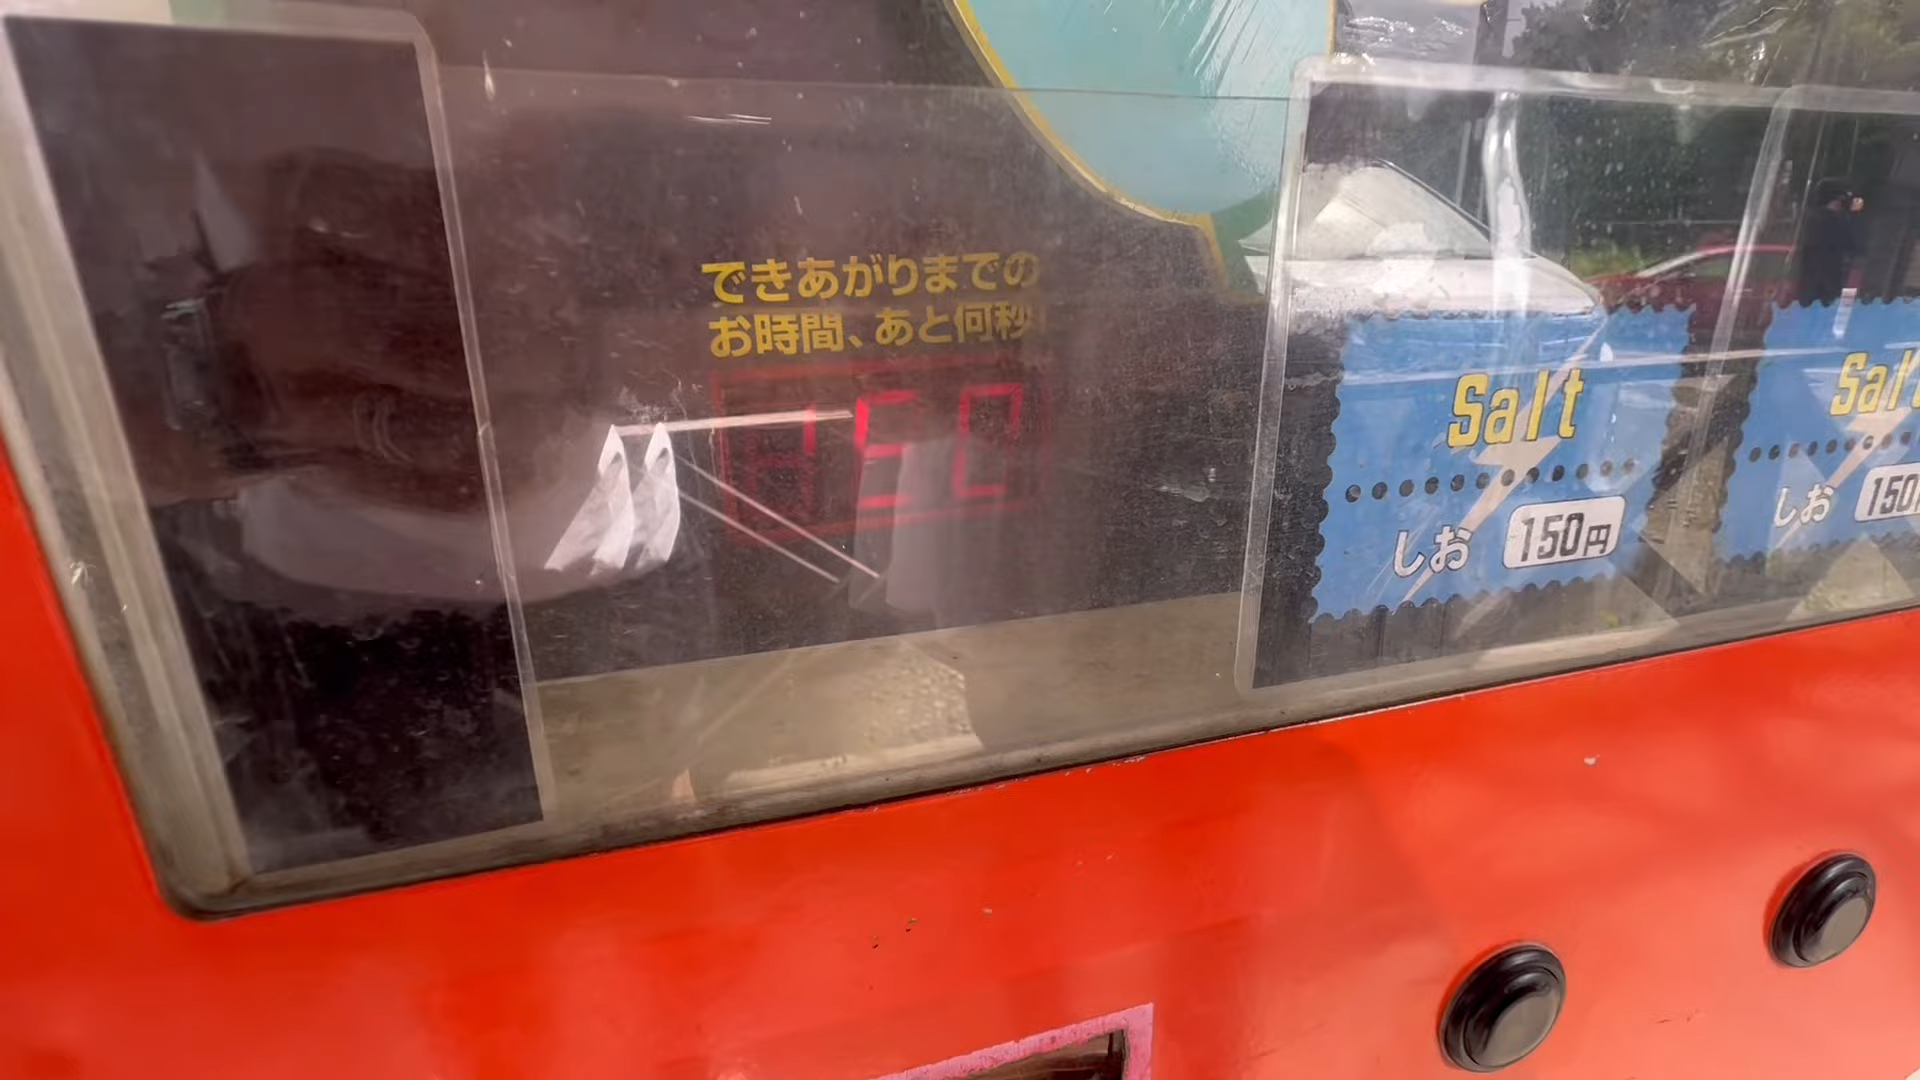 できあがりまでの
お時間、あと何秒
Salt
しお 150円
Salt
しお 150